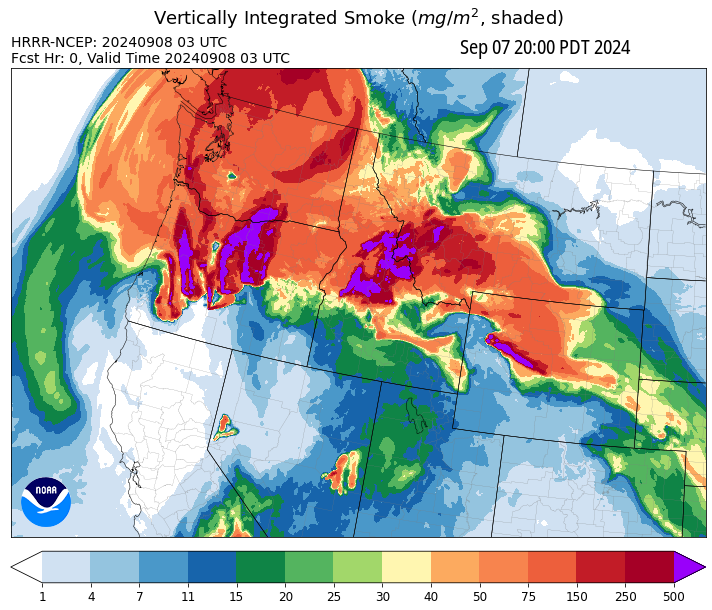 Vertically Integrated Smoke (mg/m², shaded)
HRRR-NCEP: 20240908 03 UTC
Fcst Hr: 0, Valid Time 20240908 03 UTC
Sep 07 20:00 PDT 2024
NOAA
1 4 7 11 15 20 25 30 40 50 75 150 250 500